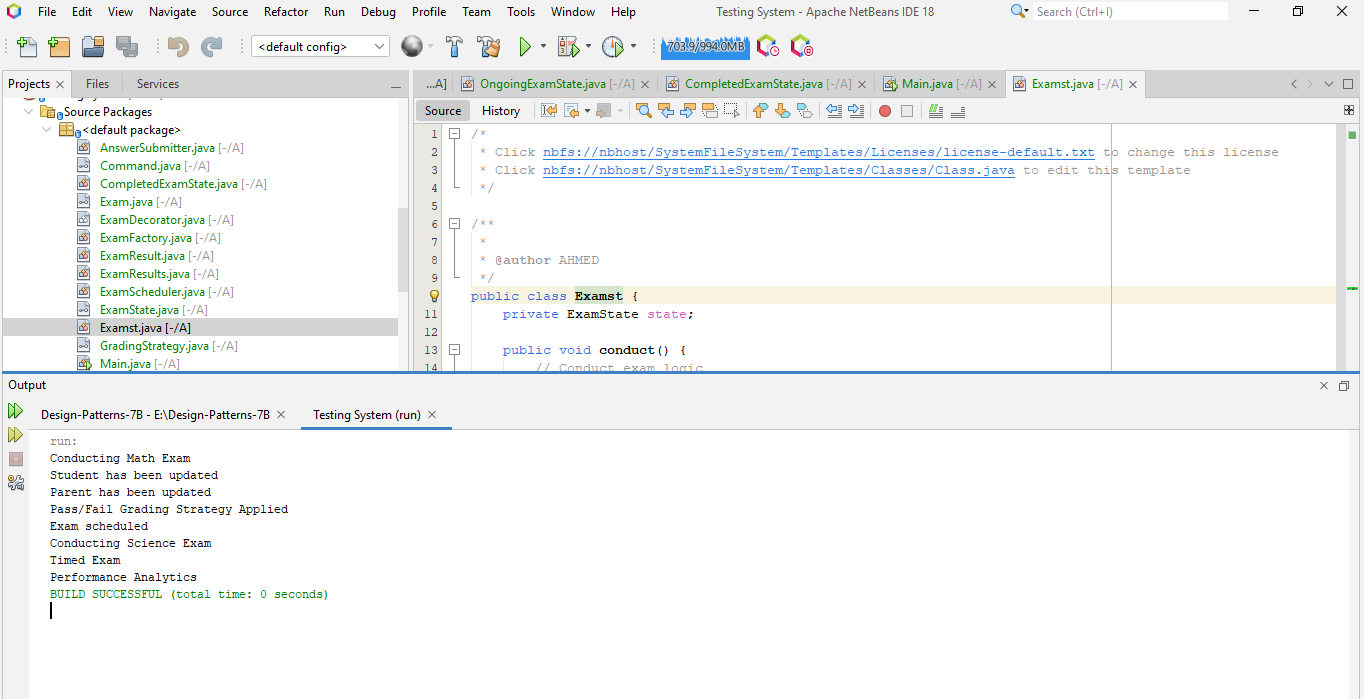 File Edit View Navigate Source Refactor Run Debug Profile Team Tools Window Help Testing System - Apache NetBeans IDE 18 Search (Ctrl+I)
<default config> 703.9/994.0MB
Projects Files Services
...A] OngoingExamState.java [-/A] CompletedExamState.java [-/A] Main.java [-/A] Examst.java [-/A]
Source History
Source Packages
<default package>
AnswerSubmitter.java [-/A]
Command.java [-/A]
CompletedExamState.java [-/A]
Exam.java [-/A]
ExamDecorator.java [-/A]
ExamFactory.java [-/A]
ExamResult.java [-/A]
ExamResults.java [-/A]
ExamScheduler.java [-/A]
ExamState.java [-/A]
Examst.java [-/A]
GradingStrategy.java [-/A]
Main.java [-/A]
1 /*
2 * Click nbfs://nbhost/SystemFileSystem/Templates/Licenses/license-default.txt to change this license
3 * Click nbfs://nbhost/SystemFileSystem/Templates/Classes/Class.java to edit this template
4 */
5
6 /**
7 *
8 * @author AHMED
9 */
public class Examst {
11 private ExamState state;
12
13 public void conduct() {
14 // Conduct exam logic
Output
Design-Patterns-7B - E:\Design-Patterns-7B Testing System (run)
run:
Conducting Math Exam
Student has been updated
Parent has been updated
Pass/Fail Grading Strategy Applied
Exam scheduled
Conducting Science Exam
Timed Exam
Performance Analytics
BUILD SUCCESSFUL (total time: 0 seconds)